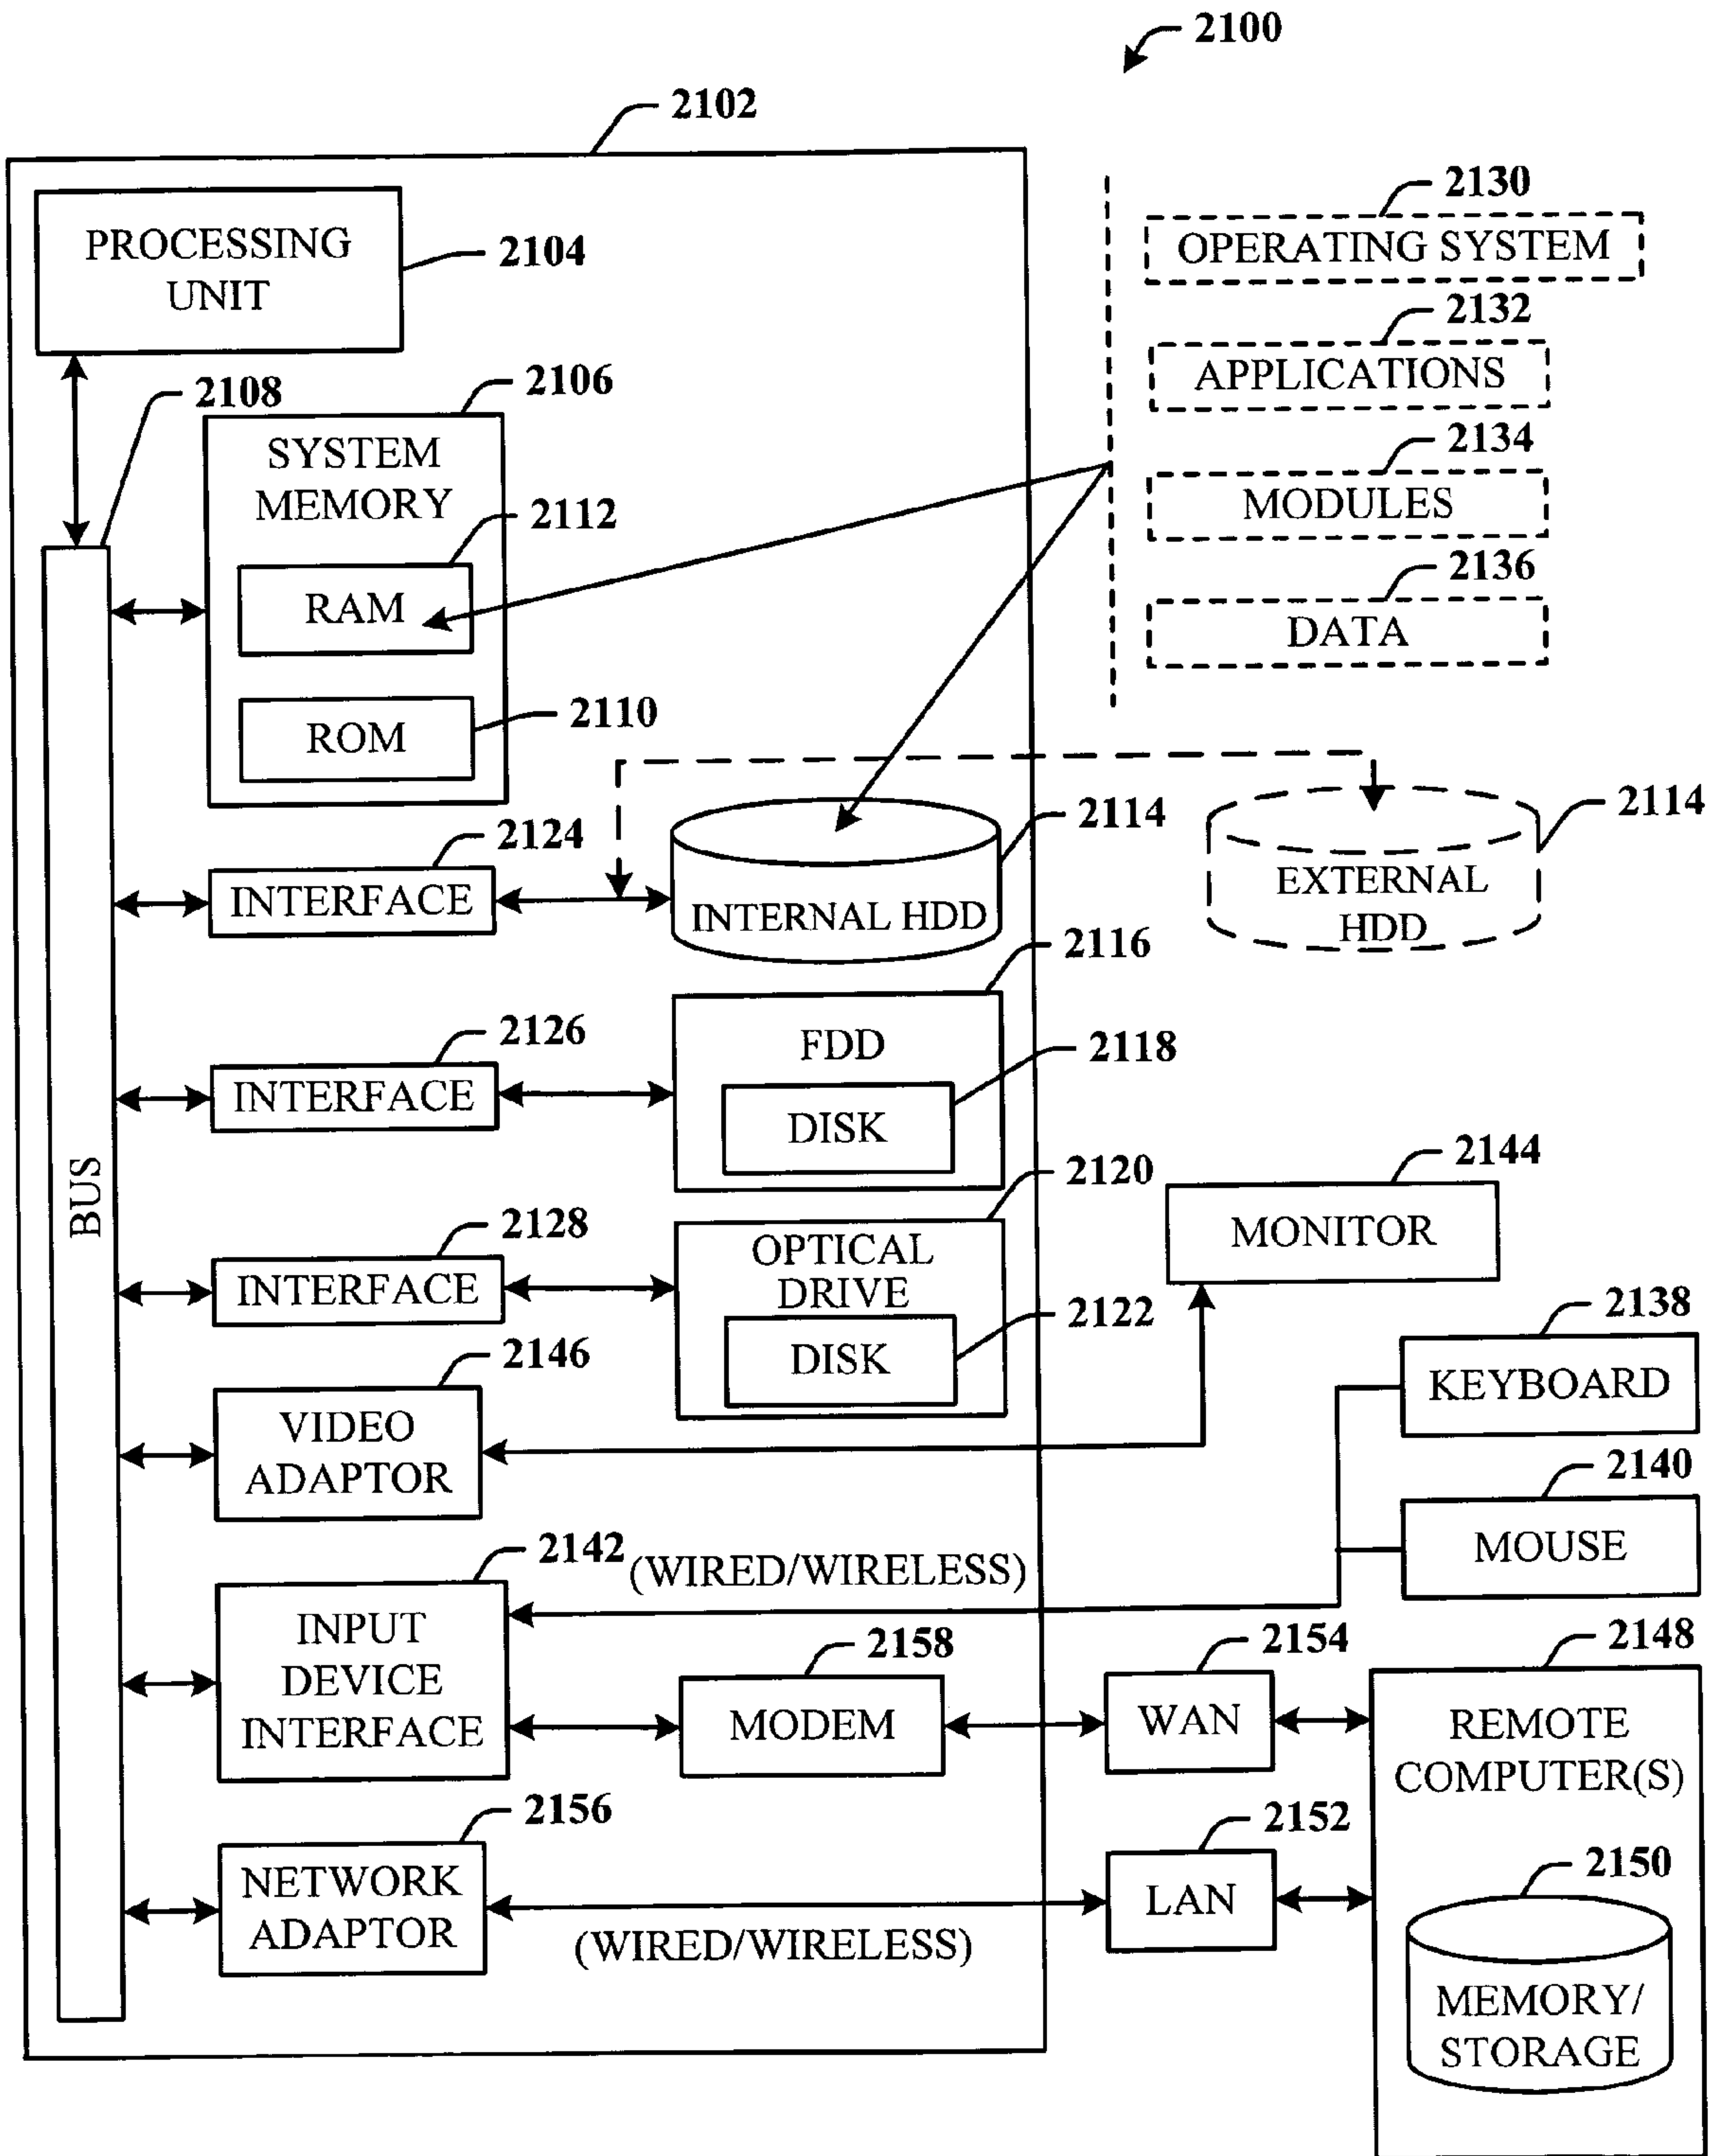 2100
2102
PROCESSING
UNIT
2104
2108
2106
SYSTEM
MEMORY
2112
RAM
2110
ROM
2130
OPERATING SYSTEM
2132
APPLICATIONS
2134
MODULES
2136
DATA
2124
INTERFACE
2114
INTERNAL HDD
2114
EXTERNAL
HDD
2126
INTERFACE
2116
FDD
2118
DISK
BUS
2128
INTERFACE
2120
OPTICAL
DRIVE
2122
DISK
2144
MONITOR
2146
VIDEO
ADAPTOR
2138
KEYBOARD
2140
MOUSE
2142
(WIRED/WIRELESS)
INPUT
DEVICE
INTERFACE
2158
MODEM
2154
WAN
2148
REMOTE
COMPUTER(S)
2156
NETWORK
ADAPTOR
(WIRED/WIRELESS)
2152
LAN
2150
MEMORY/
STORAGE